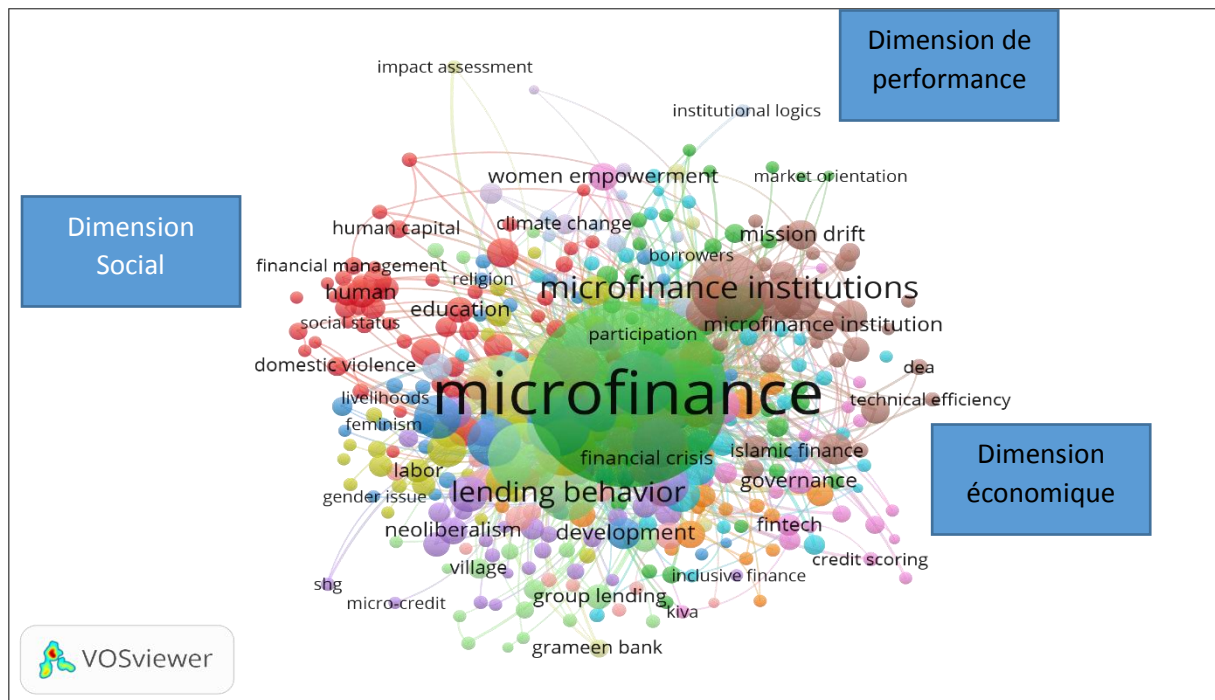 Dimension de
performance
impact assessment
institutional logics
women empowerment
market orientation
Dimension
Social
human capital
climate change
mission drift
borrowers
financial management
religion
human
microfinance institutions
education
social status
participation
microfinance institution
domestic violence
dea
livelihoods
microfinance
technical efficiency
feminism
Dimension
économique
labor
financial crisis
islamic finance
gender issue
lending behavior
governance
neoliberalism
development
fintech
credit scoring
village
inclusive finance
shg
micro-credit
group lending
kiva
grameen bank
VOSviewer